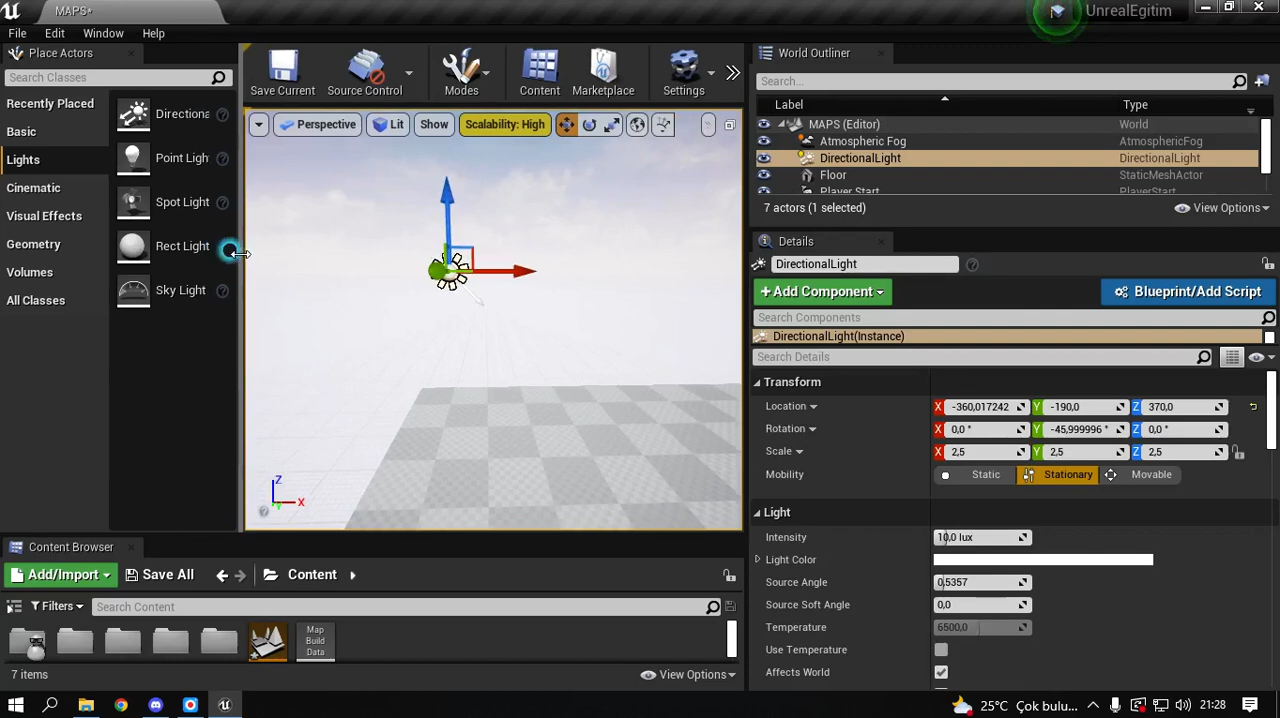 MAPS*
UnrealEgitim
File Edit Window Help
Place Actors
Search Classes
Recently Placed
Basic
Lights
Cinematic
Visual Effects
Geometry
Volumes
All Classes
Directiona
Point Ligh
Spot Light
Rect Light
Sky Light
Save Current
Source Control
Modes
Content
Marketplace
Settings
Perspective
Lit
Show
Scalability: High
Z
X
World Outliner
Search...
Label Type
MAPS (Editor) World
Atmospheric Fog AtmosphericFog
DirectionalLight DirectionalLight
Floor StaticMeshActor
Player Start PlayerStart
7 actors (1 selected)
View Options
Details
DirectionalLight
+Add Component
Blueprint/Add Script
Search Components
DirectionalLight(Instance)
Search Details
Transform
Location X -360,017242 Y -190,0 Z 370,0
Rotation X 0,0 ° Y -45,999996 ° Z 0,0 °
Scale X 2,5 Y 2,5 Z 2,5
Mobility Static Stationary Movable
Light
Intensity 10,0 lux
Light Color
Source Angle 0,5357
Source Soft Angle 0,0
Temperature 6500,0
Use Temperature
Affects World
Content Browser
Add/Import
Save All
Content
Filters
Search Content
Map
Build
Data
7 items
View Options
25°C Çok bulu...
21:28